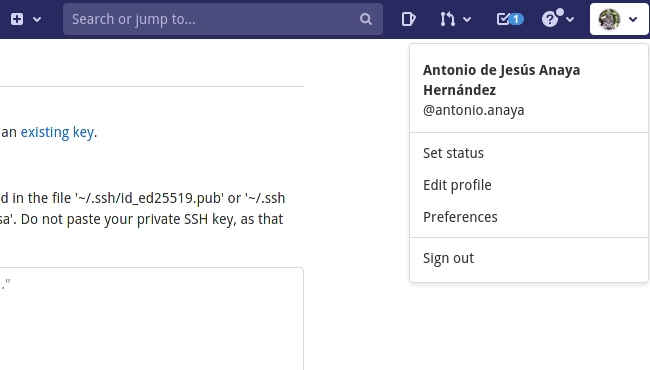 Search or jump to...
1
Antonio de Jesús Anaya
Hernández
@antonio.anaya
Set status
Edit profile
Preferences
Sign out
an existing key.
d in the file '~/.ssh/id_ed25519.pub' or '~/.ssh
sa'. Do not paste your private SSH key, as that
."